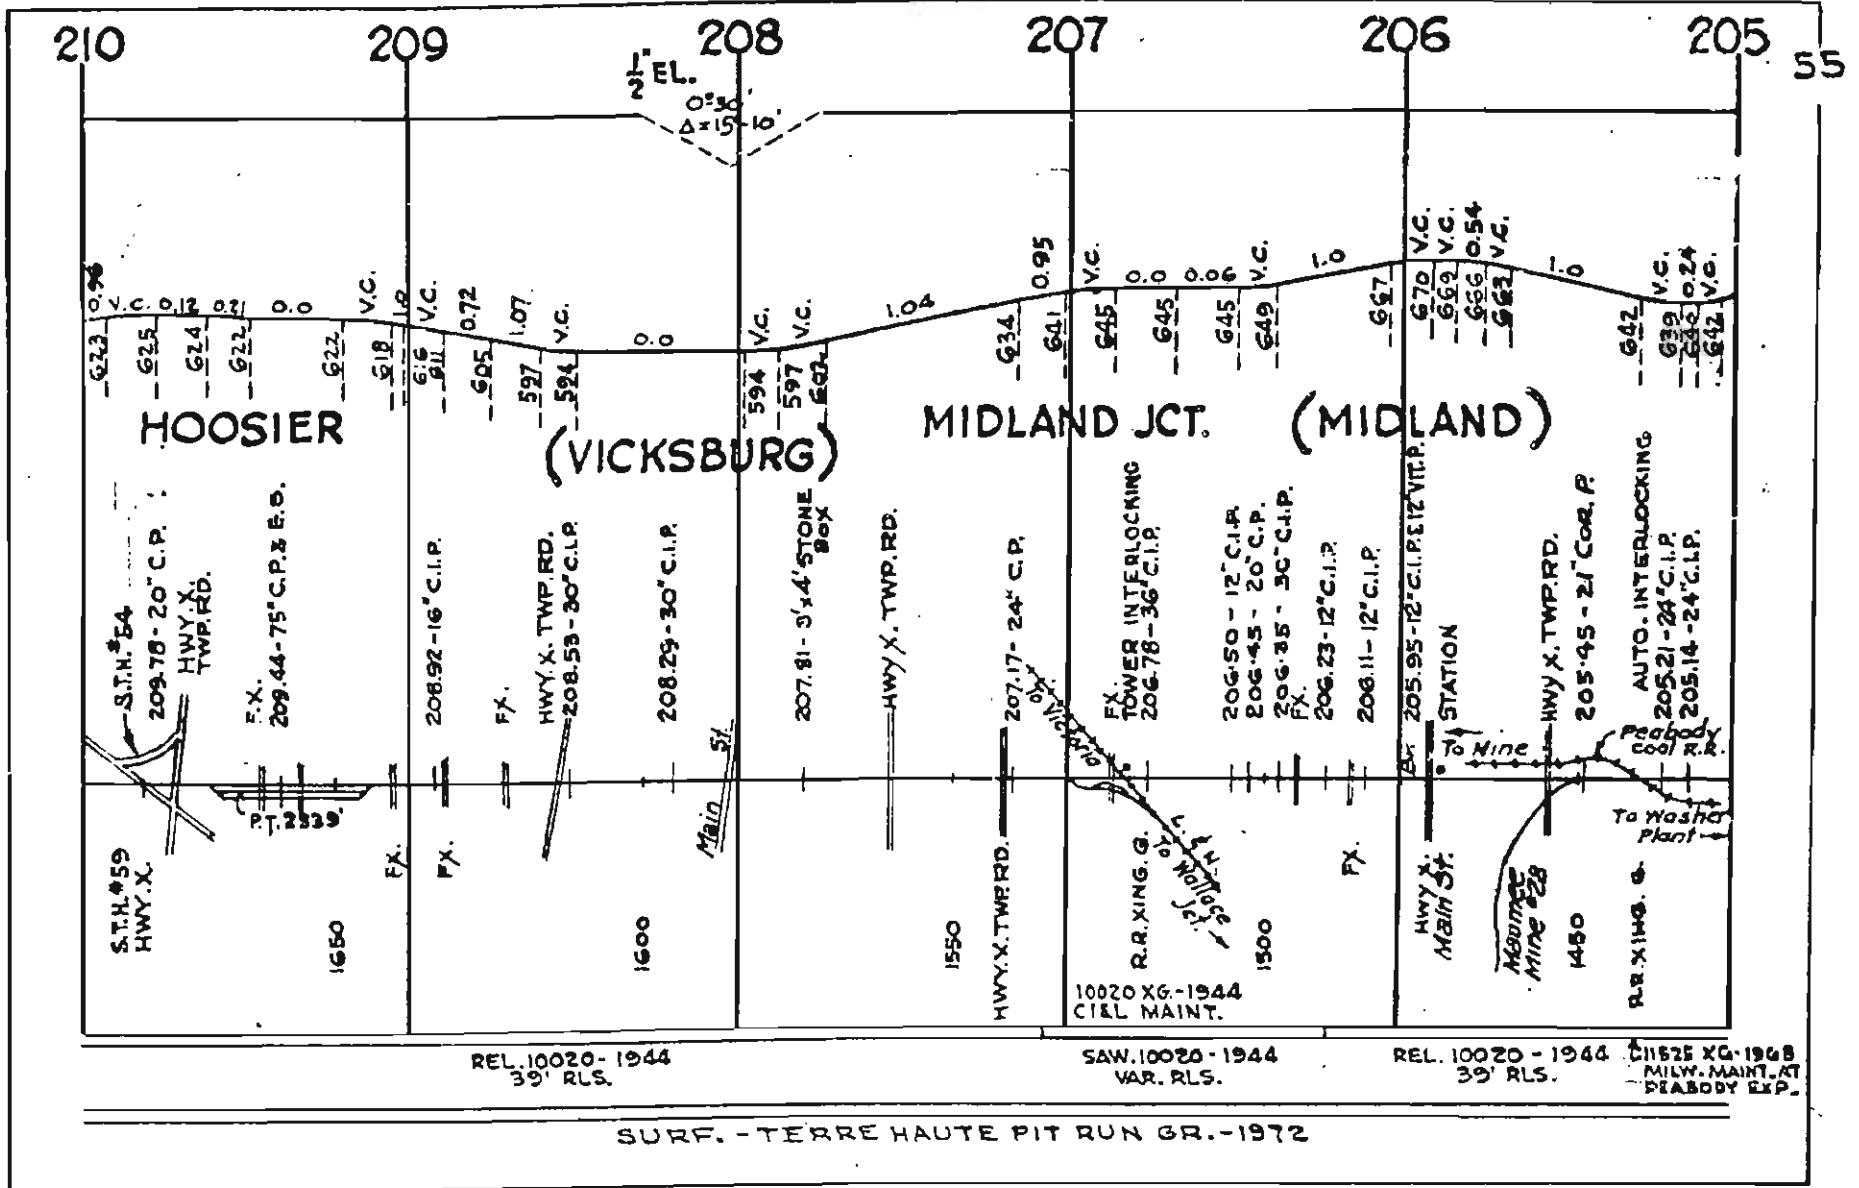 210
209
208
207
206
205
55
1/2" EL.
0°30'
Δ=15°-10'
0.96
V.C.
0.12
0.21
0.0
V.C.
1.0
V.C.
0.72
1.07
V.C.
0.0
V.C.
V.C.
1.04
0.95
V.C.
0.0
0.06
V.C.
1.0
V.C.
V.C.
0.54
V.C.
1.0
V.C.
0.24
V.C.
623
625
624
622
622
618
616
611
605
597
594
594
597
602
634
641
645
645
645
649
667
670
669
666
663
642
639
640
642
HOOSIER
(VICKSBURG)
MIDLAND JCT.
(MIDLAND)
S.T.H. #54
209.78-20" C.P.
HWY. X.
TWP. RD.
F.X.
209.44-75" C.P. & E.B.
208.92-16" C.I.P.
FX.
HWY. X. TWP. RD.
208.53-30" C.I.P.
208.29-30" C.I.P.
207.81-3'x4' STONE
BOX
HWY X. TWP. RD.
207.17-24" C.P.
FX.
TOWER INTERLOCKING
206.78-36" C.I.P.
206.50-12" C.I.P.
206.45-20" C.P.
206.35-30" C.I.P.
FX.
206.23-12" C.I.P.
206.11-12" C.I.P.
205.95-12" C.I.P. & 12" VIT. P.
STATION
HWY X. TWP. RD.
205.45-21" COR. P.
AUTO. INTERLOCKING
205.21-24" C.I.P.
205.14-24" C.I.P.
To Mine
Peabody
Coal R.R.
To Washer
Plant
P.T. 2339'
S.T.H. #59
HWY. X.
FX.
FX.
Main St.
HWY. X. TWP. RD.
R.R. XING. G.
L. & N.
To Wallace
Jct.
FX.
HWY X.
Main St.
Maumee
Mine #28
R.R. XING. G.
1650
1600
1550
1500
1450
10020 XG.-1944
CI&L MAINT.
REL. 10020-1944
39' RLS.
SAW. 10020-1944
VAR. RLS.
REL. 10020-1944
39' RLS.
11525 XG-1968
MILW. MAINT. AT
PEABODY EXP.
SURF.-TERRE HAUTE PIT RUN GR.-1972